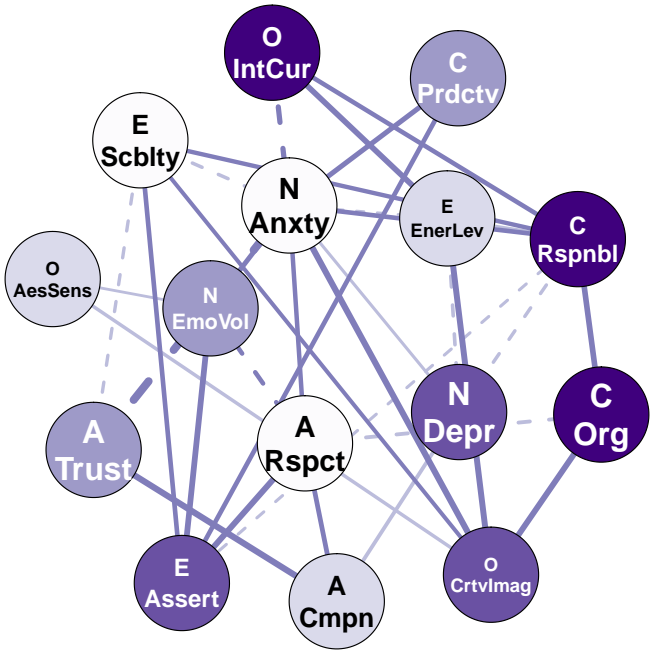 O
IntCur
C
Prdctv
E
Scblty
N
Anxty
E
EnerLev
C
Rspnbl
O
AesSens
N
EmoVol
N
Depr
C
Org
A
Trust
A
Rspct
E
Assert
A
Cmpn
O
CrtvImag